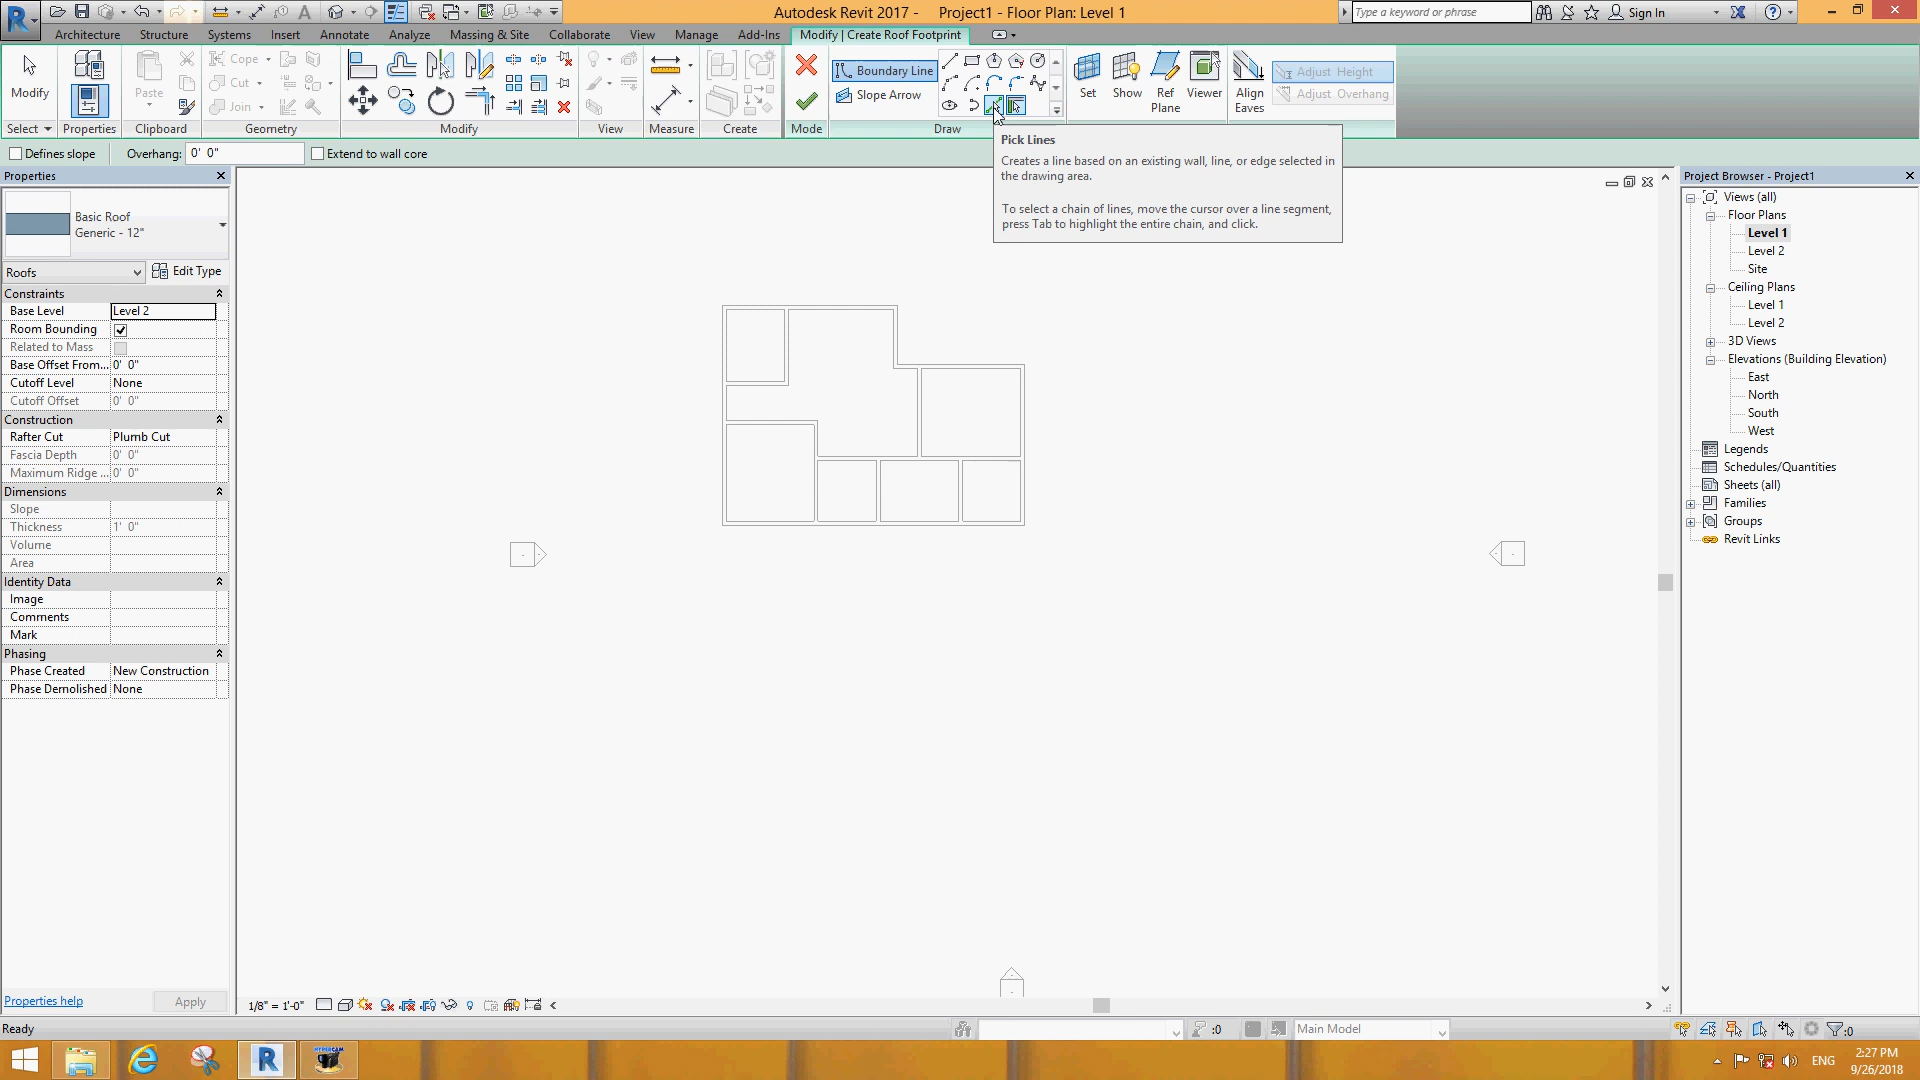 Autodesk Revit 2017 - Project1 - Floor Plan: Level 1
Type a keyword or phrase
Sign In
Architecture Structure Systems Insert Annotate Analyze Massing & Site Collaborate View Manage Add-Ins Modify | Create Roof Footprint
Modify
Paste
Cope
Cut
Join
Boundary Line
Slope Arrow
Set Show Ref Plane Viewer
Align Eaves
Adjust Height
Adjust Overhang
Select Properties Clipboard Geometry Modify View Measure Create Mode Draw
Defines slope Overhang: 0' 0" Extend to wall core
Pick Lines
Creates a line based on an existing wall, line, or edge selected in
the drawing area.
To select a chain of lines, move the cursor over a line segment,
press Tab to highlight the entire chain, and click.
Properties
Basic Roof
Generic - 12"
Roofs Edit Type
Constraints
Base Level Level 2
Room Bounding
Related to Mass
Base Offset From... 0' 0"
Cutoff Level None
Cutoff Offset 0' 0"
Construction
Rafter Cut Plumb Cut
Fascia Depth 0' 0"
Maximum Ridge ... 0' 0"
Dimensions
Slope
Thickness 1' 0"
Volume
Area
Identity Data
Image
Comments
Mark
Phasing
Phase Created New Construction
Phase Demolished None
Properties help Apply
Project Browser - Project1
Views (all)
Floor Plans
Level 1
Level 2
Site
Ceiling Plans
Level 1
Level 2
3D Views
Elevations (Building Elevation)
East
North
South
West
Legends
Schedules/Quantities
Sheets (all)
Families
Groups
Revit Links
1/8" = 1'-0"
Ready
:0
Main Model
:0
HYPERCAM
ENG
2:27 PM
9/26/2018